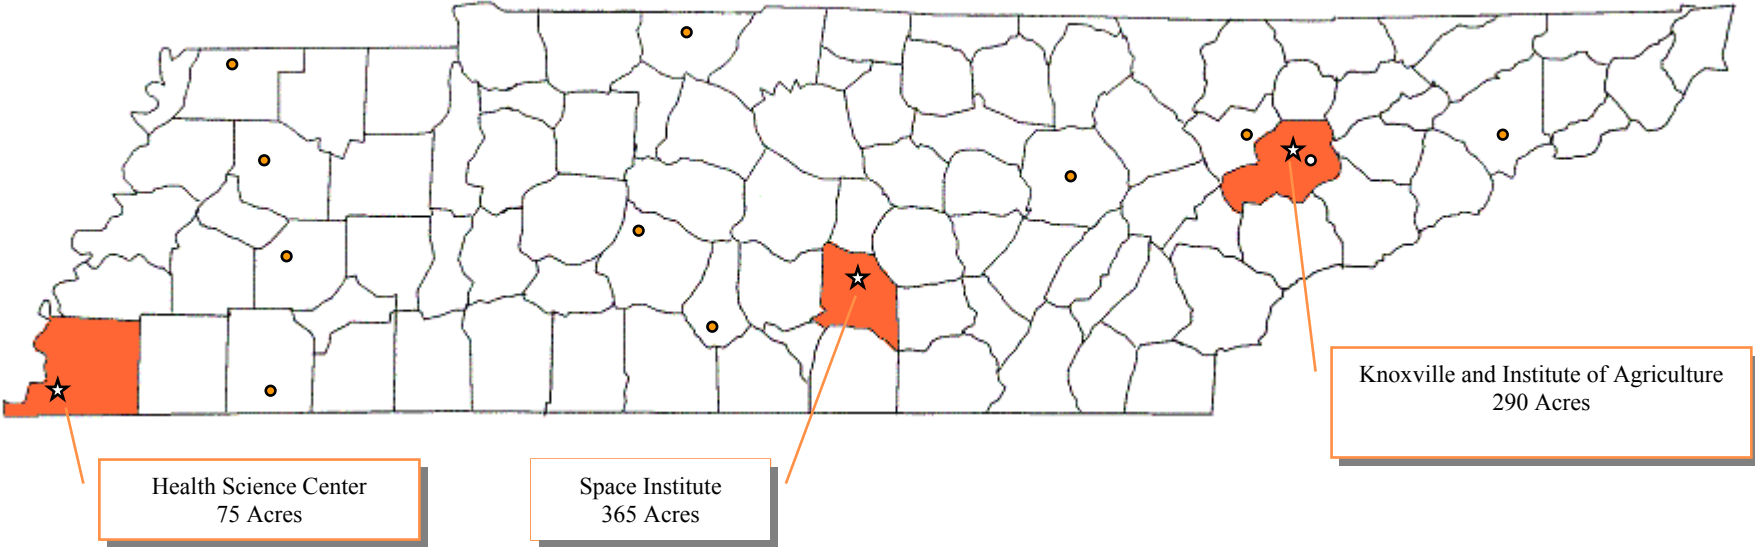 Knoxville and Institute of Agriculture
290 Acres
Health Science Center
75 Acres
Space Institute
365 Acres